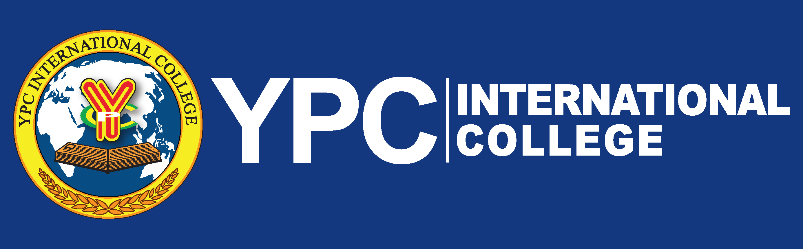 YPC INTERNATIONAL COLLEGE
YPC
INTERNATIONAL
COLLEGE